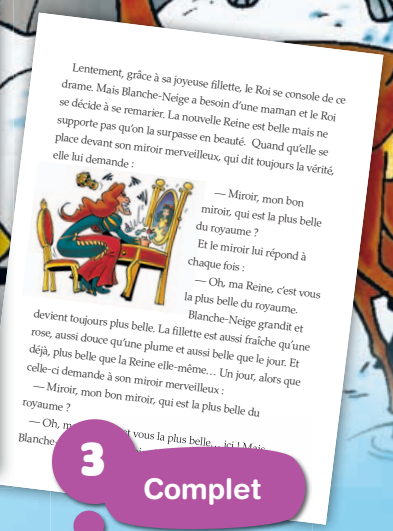 Lentement, grâce à sa joyeuse fillette, le Roi se console de ce
drame. Mais Blanche-Neige a besoin d'une maman et le Roi
se décide à se remarier. La nouvelle Reine est belle mais ne
supporte pas qu'on la surpasse en beauté. Quand qu'elle se
place devant son miroir merveilleux, qui dit toujours la vérité,
elle lui demande :
— Miroir, mon bon
miroir, qui est la plus belle
du royaume ?
Et le miroir lui répond à
chaque fois :
— Oh, ma Reine, c'est vous
la plus belle du royaume.
Blanche-Neige grandit et
devient toujours plus belle. La fillette est aussi fraîche qu'une
rose, aussi douce qu'une plume et aussi belle que le jour. Et
déjà, plus belle que la Reine elle-même… Un jour, alors que
celle-ci demande à son miroir merveilleux :
— Miroir, mon bon miroir, qui est la plus belle du
royaume ?
— Oh, vous la plus belle… ici ! Mais
Blanche-
3
Complet